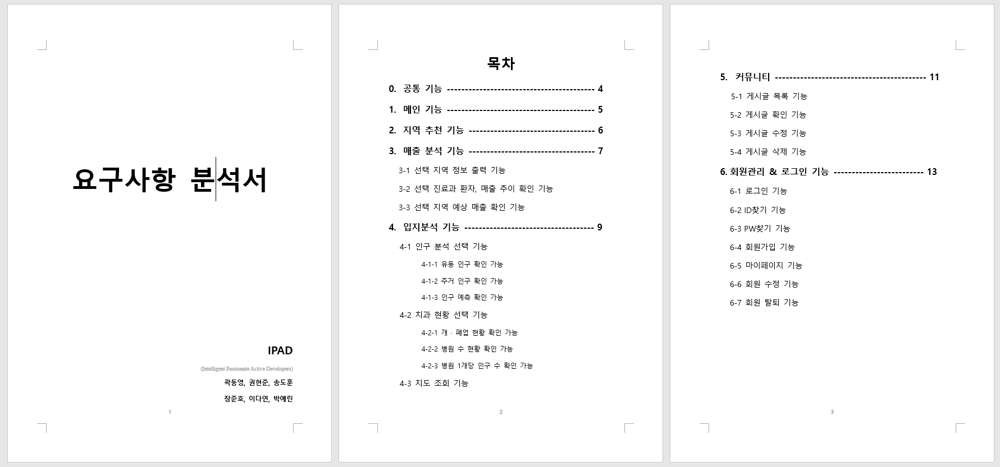 요구사항 분석서
IPAD
(Intelligent Passionate Active Developers)
곽동영, 권현준, 송도훈
장준호, 이다연, 박예린
1
목차
0. 공통 기능 ----------------------------------------- 4
1. 메인 기능 ----------------------------------------- 5
2. 지역 추천 기능 ----------------------------------- 6
3. 매출 분석 기능 ----------------------------------- 7
3-1 선택 지역 정보 출력 기능
3-2 선택 진료과 환자, 매출 추이 확인 기능
3-3 선택 지역 예상 매출 확인 기능
4. 입지분석 기능 ------------------------------------ 9
4-1 인구 분석 선택 기능
4-1-1 유동 인구 확인 가능
4-1-2 주거 인구 확인 가능
4-1-3 인구 예측 확인 가능
4-2 치과 현황 선택 기능
4-2-1 개 · 폐업 현황 확인 가능
4-2-2 병원 수 현황 확인 가능
4-2-3 병원 1개당 인구 수 확인 가능
4-3 지도 조회 기능
2
5. 커뮤니티 ------------------------------------------ 11
5-1 게시글 목록 기능
5-2 게시글 확인 기능
5-3 게시글 수정 기능
5-4 게시글 삭제 기능
6. 회원관리 & 로그인 기능 ------------------------- 13
6-1 로그인 기능
6-2 ID찾기 기능
6-3 PW찾기 기능
6-4 회원가입 기능
6-5 마이페이지 기능
6-6 회원 수정 기능
6-7 회원 탈퇴 기능
3